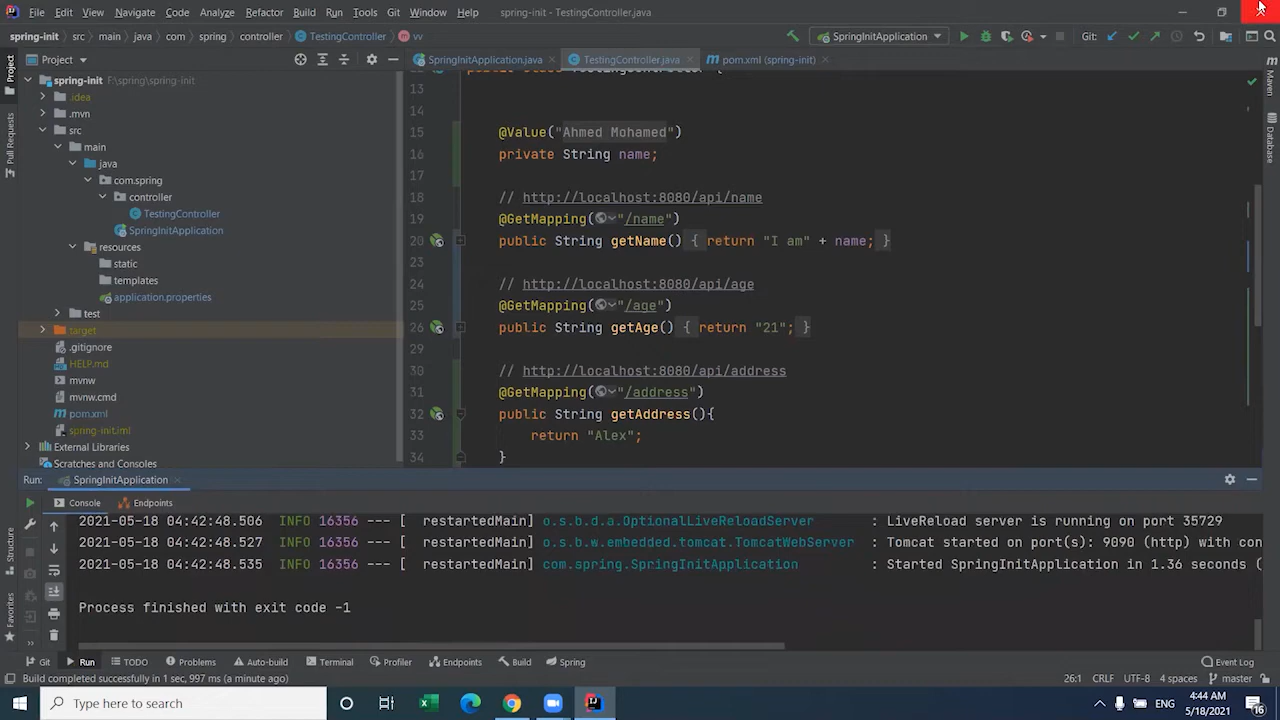 File Edit View Navigate Code Analyze Refactor Build Run Tools Git Window Help spring-init - TestingController.java
spring-init src main java com spring controller TestingController vv SpringInitApplication Git:
Project SpringInitApplication.java TestingController.java pom.xml (spring-init)
Project
Pull Requests
Maven
Database
spring-init F:\spring\spring-init
.idea
.mvn
src
main
java
com.spring
controller
TestingController
SpringInitApplication
resources
static
templates
application.properties
test
target
.gitignore
HELP.md
mvnw
mvnw.cmd
pom.xml
spring-init.iml
External Libraries
Scratches and Consoles
13
14
15 @Value("Ahmed Mohamed")
16 private String name;
17
18 // http://localhost:8080/api/name
19 @GetMapping("/name")
20 public String getName() { return "I am" + name; }
23
24 // http://localhost:8080/api/age
25 @GetMapping("/age")
26 public String getAge() { return "21"; }
29
30 // http://localhost:8080/api/address
31 @GetMapping("/address")
32 public String getAddress(){
33 return "Alex";
34 }
Run: SpringInitApplication
Console Endpoints
Structure
Favorites
2021-05-18 04:42:48.506 INFO 16356 --- [ restartedMain] o.s.b.d.a.OptionalLiveReloadServer : LiveReload server is running on port 35729
2021-05-18 04:42:48.527 INFO 16356 --- [ restartedMain] o.s.b.w.embedded.tomcat.TomcatWebServer : Tomcat started on port(s): 9090 (http) with con
2021-05-18 04:42:48.535 INFO 16356 --- [ restartedMain] com.spring.SpringInitApplication : Started SpringInitApplication in 1.36 seconds (
Process finished with exit code -1
Git Run TODO Problems Auto-build Terminal Profiler Endpoints Build Spring Event Log
Build completed successfully in 1 sec, 997 ms (a minute ago) 26:1 CRLF UTF-8 4 spaces master
Type here to search ENG 4:44 AM
5/18/2021 16